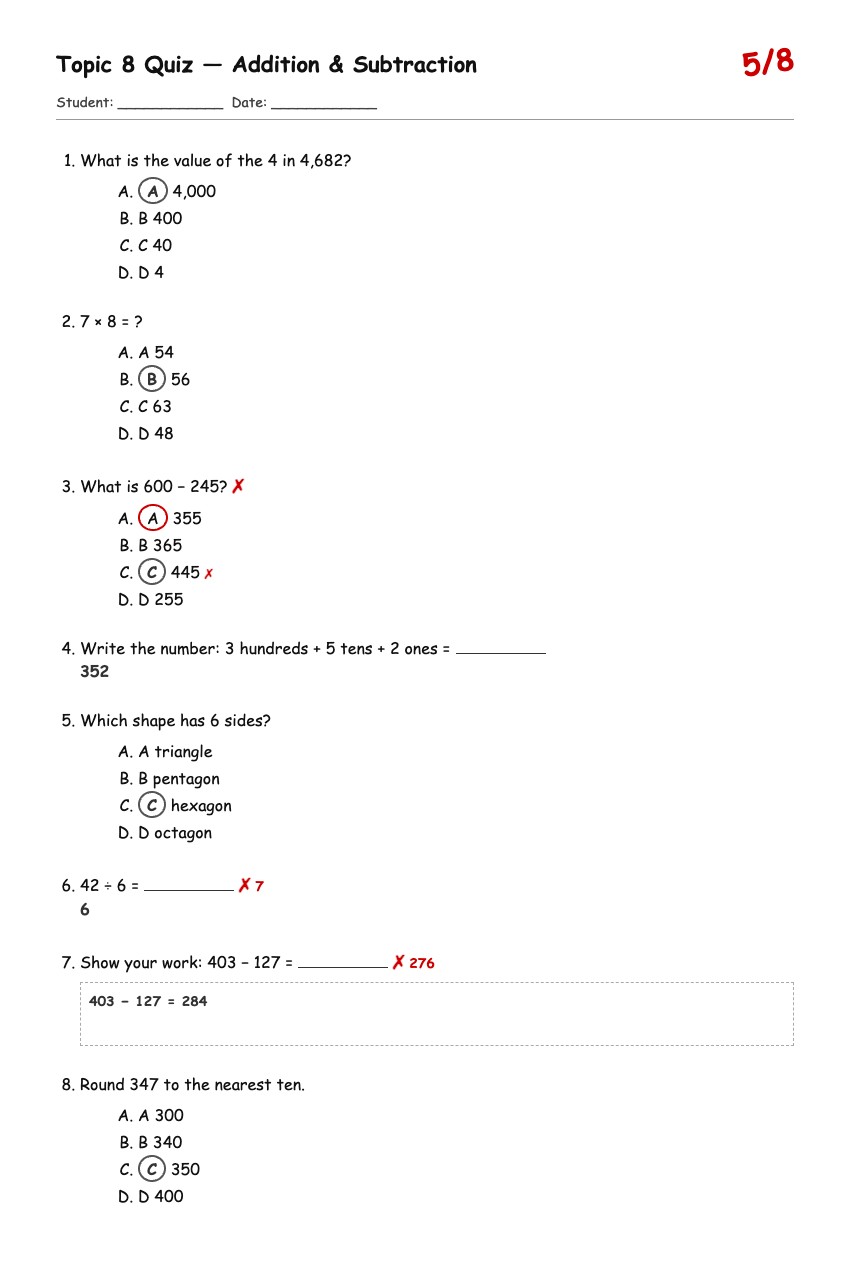 Topic 8 Quiz — Addition & Subtraction 5/8
Student: ____________ Date: ____________
1. What is the value of the 4 in 4,682?
A. A 4,000
B. B 400
C. C 40
D. D 4
2. 7 × 8 = ?
A. A 54
B. B 56
C. C 63
D. D 48
3. What is 600 − 245? ✗
A. A 355
B. B 365
C. C 445 ✗
D. D 255
4. Write the number: 3 hundreds + 5 tens + 2 ones = __________
352
5. Which shape has 6 sides?
A. A triangle
B. B pentagon
C. C hexagon
D. D octagon
6. 42 ÷ 6 = __________ ✗ 7
6
7. Show your work: 403 − 127 = __________ ✗ 276
403 − 127 = 284
8. Round 347 to the nearest ten.
A. A 300
B. B 340
C. C 350
D. D 400